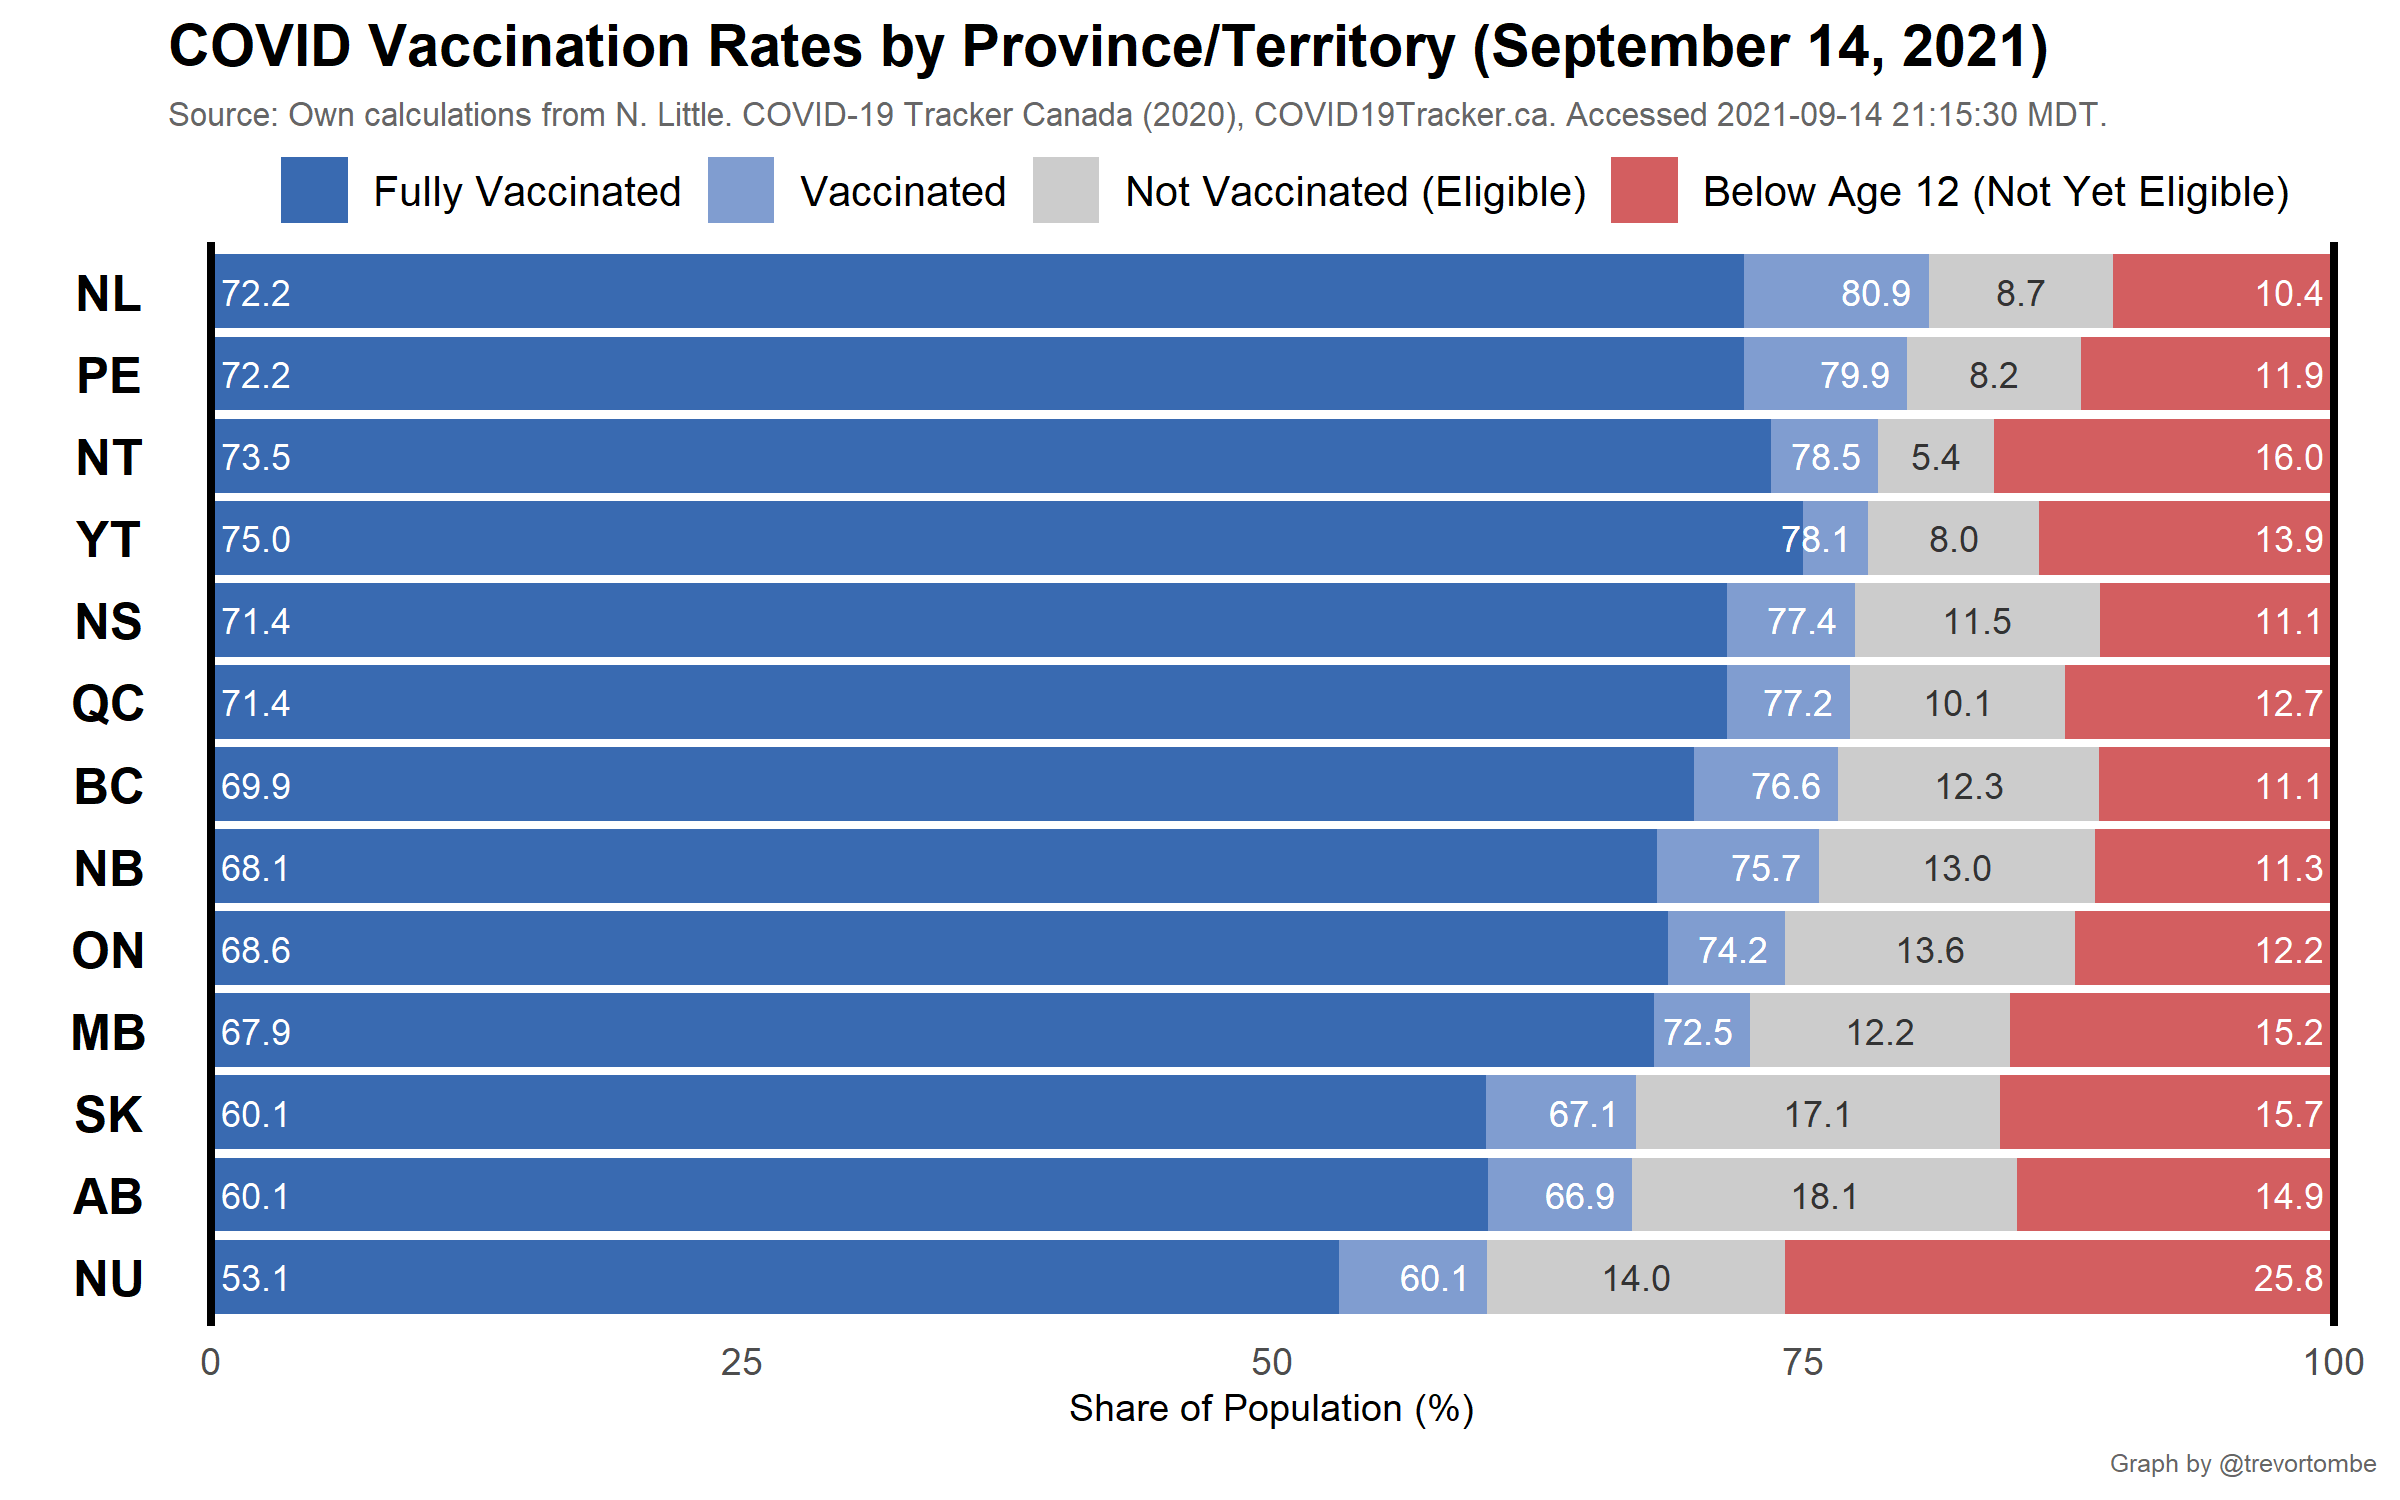 COVID Vaccination Rates by Province/Territory (September 14, 2021)
Source: Own calculations from N. Little. COVID-19 Tracker Canada (2020), COVID19Tracker.ca. Accessed 2021-09-14 21:15:30 MDT.
Fully Vaccinated Vaccinated Not Vaccinated (Eligible) Below Age 12 (Not Yet Eligible)
NL 72.2 80.9 8.7 10.4
PE 72.2 79.9 8.2 11.9
NT 73.5 78.5 5.4 16.0
YT 75.0 78.1 8.0 13.9
NS 71.4 77.4 11.5 11.1
QC 71.4 77.2 10.1 12.7
BC 69.9 76.6 12.3 11.1
NB 68.1 75.7 13.0 11.3
ON 68.6 74.2 13.6 12.2
MB 67.9 72.5 12.2 15.2
SK 60.1 67.1 17.1 15.7
AB 60.1 66.9 18.1 14.9
NU 53.1 60.1 14.0 25.8
0 25 50 75 100
Share of Population (%)
Graph by @trevortombe